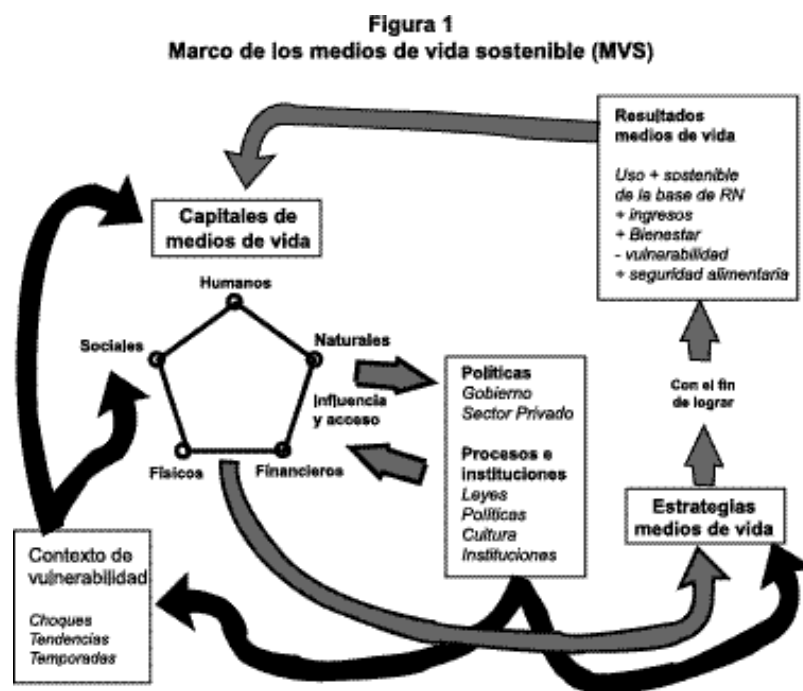 Figura 1
Marco de los medios de vida sostenible (MVS)
Resultados
medios de vida
Uso + sostenible
de la base de RN
+ ingresos
+ Bienestar
- vulnerabilidad
+ seguridad alimentaria
Capitales de
medios de vida
Humanos
Sociales
Naturales
Influencia
y acceso
Físicos
Financieros
Políticas
Gobierno
Sector Privado
Procesos e
instituciones
Leyes
Políticas
Cultura
Instituciones
Con el fin
de lograr
Estrategias
medios de vida
Contexto de
vulnerabilidad
Choques
Tendencias
Temporadas